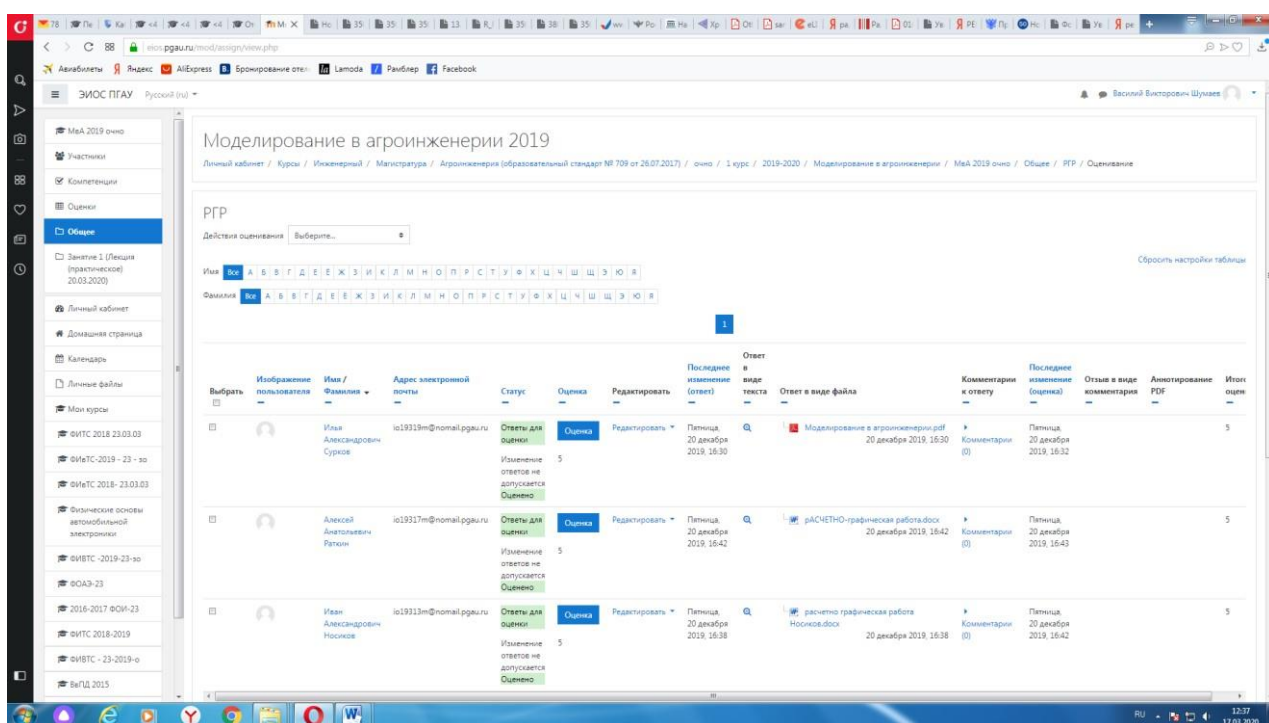 eios.pgau.ru/mod/assign/view.php
Авиабилеты Яндекс AliExpress Бронирование отел Lamoda Рамблер Facebook
ЭИОС ПГАУ Русский (ru)
Василий Викторович Шумаев
МвА 2019 очно
Участники
Компетенции
Оценки
Общее
Занятие 1 (Лекция
(практическое)
20.03.2020)
Личный кабинет
Домашняя страница
Календарь
Личные файлы
Мои курсы
ФИТС 2018 23.03.03
ФИвТС-2019 - 23 - зо
ФИвТС 2018- 23.03.03
Физические основы
автомобильной
электроники
ФИВТС -2019-23-зо
ФОАЭ-23
2016-2017 ФОИ-23
ФИТС 2018-2019
ФИВТС - 23-2019-о
ВвПД 2015
Моделирование в агроинженерии 2019
Личный кабинет / Курсы / Инженерный / Магистратура / Агроинженерия (образовательный стандарт № 709 от 26.07.2017) / очно / 1 курс / 2019-2020 / Моделирование в агроинженерии / МвА 2019 очно / Общее / РГР / Оценивание
РГР
Действия оценивания Выберите...
Сбросить настройки таблицы
Имя Все А Б В Г Д Е Ё Ж З И К Л М Н О П Р С Т У Ф Х Ц Ч Ш Щ Э Ю Я
Фамилия Все А Б В Г Д Е Ё Ж З И К Л М Н О П Р С Т У Ф Х Ц Ч Ш Щ Э Ю Я
1
Выбрать
Изображение
пользователя
Имя /
Фамилия
Адрес электронной
почты
Статус
Оценка
Редактировать
Последнее
изменение
(ответ)
Ответ
в
виде
текста
Ответ в виде файла
Комментарии
к ответу
Последнее
изменение
(оценка)
Отзыв в виде
комментария
Аннотирование
PDF
Итого
оцен
Илья
Александрович
Сурков
io19319m@nomail.pgau.ru
Ответы для
оценки
Изменение
ответов не
допускается
Оценено
Оценка
5
Редактировать
Пятница,
20 декабря
2019, 16:30
Моделирование в агроинженерии.pdf
20 декабря 2019, 16:30
Комментарии
(0)
Пятница,
20 декабря
2019, 16:32
5
Алексей
Анатольевич
Раткин
io19317m@nomail.pgau.ru
Ответы для
оценки
Изменение
ответов не
допускается
Оценено
Оценка
5
Редактировать
Пятница,
20 декабря
2019, 16:42
рАСЧЕТНО-графическая работа.docx
20 декабря 2019, 16:42
Комментарии
(0)
Пятница,
20 декабря
2019, 16:43
5
Иван
Александрович
Носиков
io19313m@nomail.pgau.ru
Ответы для
оценки
Изменение
ответов не
допускается
Оценено
Оценка
5
Редактировать
Пятница,
20 декабря
2019, 16:38
расчетно графическая работа
Носиков.docx
20 декабря 2019, 16:38
Комментарии
(0)
Пятница,
20 декабря
2019, 16:42
5
RU
12:37
17.03.2020